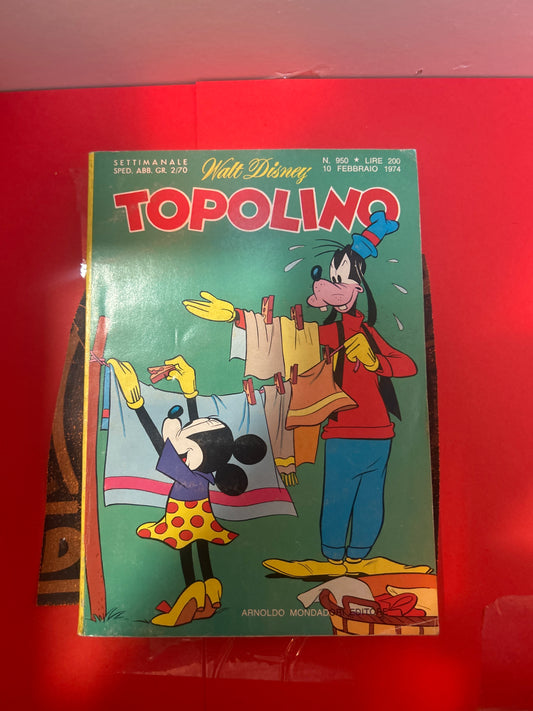 SETTIMANALE
SPED. ABB. GR. 2/70
Walt Disney
N. 950 * LIRE 200
10 FEBBRAIO 1974
TOPOLINO
ARNOLDO MONDADORI EDITORE